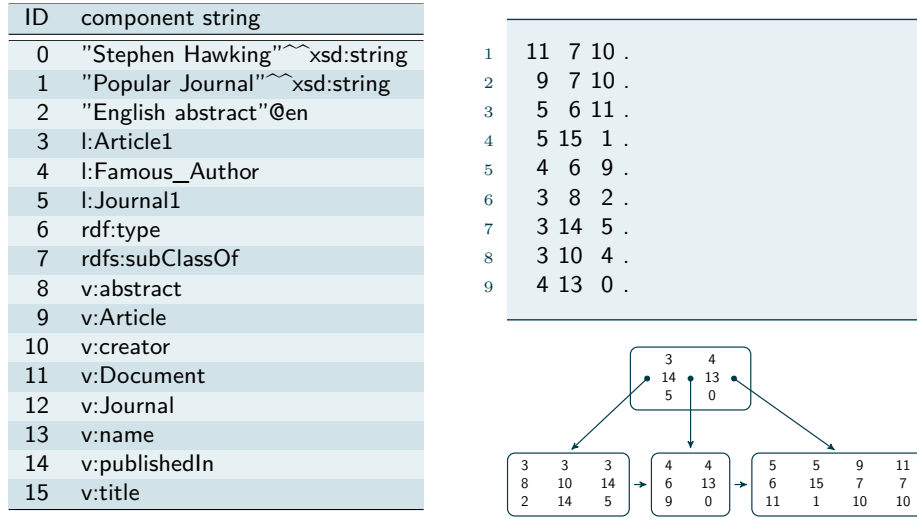 ID component string
0 "Stephen Hawking"^^xsd:string
1 "Popular Journal"^^xsd:string
2 "English abstract"@en
3 l:Article1
4 l:Famous_Author
5 l:Journal1
6 rdf:type
7 rdfs:subClassOf
8 v:abstract
9 v:Article
10 v:creator
11 v:Document
12 v:Journal
13 v:name
14 v:publishedIn
15 v:title
1 11 7 10 .
2 9 7 10 .
3 5 6 11 .
4 5 15 1 .
5 4 6 9 .
6 3 8 2 .
7 3 14 5 .
8 3 10 4 .
9 4 13 0 .
3 4
14 13
5 0
3 3 3
8 10 14
2 14 5
4 4
6 13
9 0
5 5 9 11
6 15 7 7
11 1 10 10